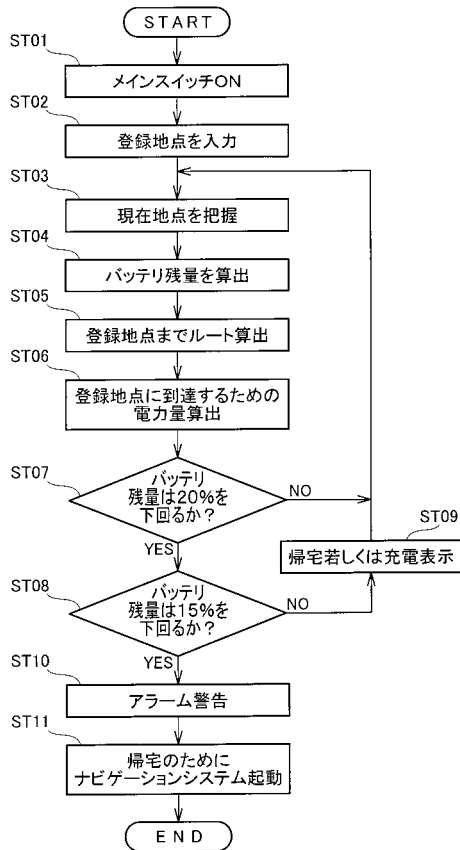 START
ST01
メインスイッチON
ST02
登録地点を入力
ST03
現在地点を把握
ST04
バッテリ残量を算出
ST05
登録地点までルート算出
ST06
登録地点に到達するための
電力量算出
ST07
バッテリ
残量は20%を
下回るか?
NO
YES
ST09
帰宅若しくは充電表示
ST08
バッテリ
残量は15%を
下回るか?
NO
YES
ST10
アラーム警告
ST11
帰宅のために
ナビゲーションシステム起動
END